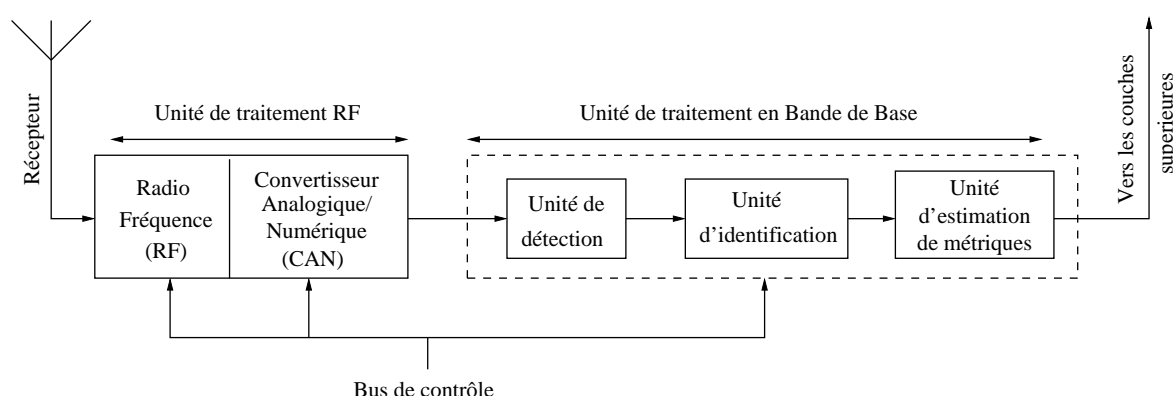 Récepteur
Unité de traitement RF
Radio
Fréquence
(RF)
Convertisseur
Analogique/
Numérique
(CAN)
Unité de traitement en Bande de Base
Unité de
détection
Unité
d'identification
Unité
d'estimation
de métriques
Vers les couches
superieures
Bus de contrôle